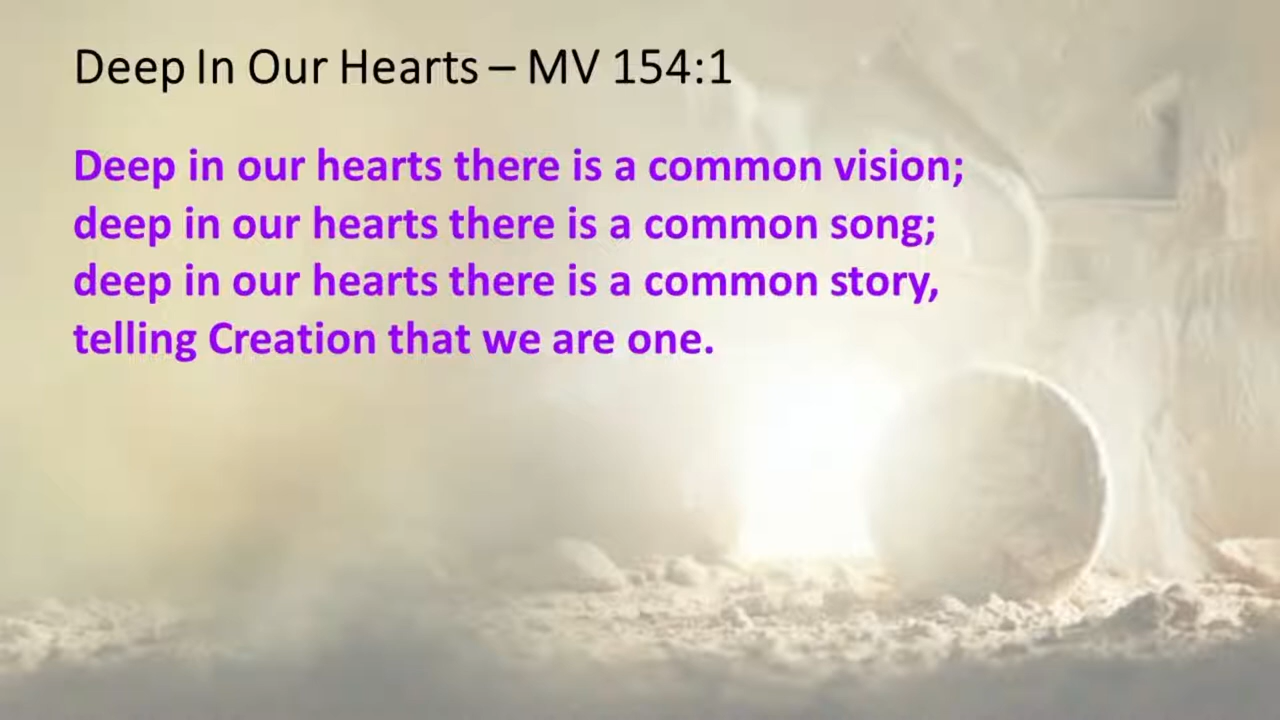 Deep In Our Hearts – MV 154:1
Deep in our hearts there is a common vision;
deep in our hearts there is a common song;
deep in our hearts there is a common story,
telling Creation that we are one.